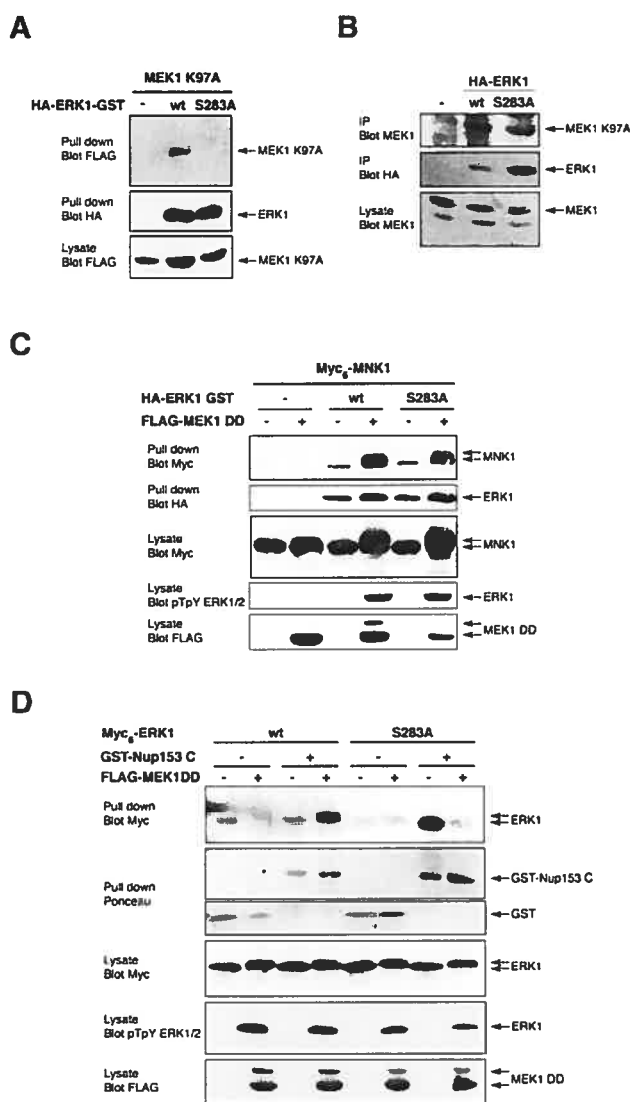 A
MEK1 K97A
HA-ERK1-GST - wt S283A
Pull down
Blot FLAG
MEK1 K97A
Pull down
Blot HA
ERK1
Lysate
Blot FLAG
MEK1 K97A
B
HA-ERK1
- wt S283A
IP
Blot MEK1
MEK1 K97A
IP
Blot HA
ERK1
Lysate
Blot MEK1
MEK1
C
Myc₆-MNK1
HA-ERK1 GST - wt S283A
FLAG-MEK1 DD - + - + - +
Pull down
Blot Myc
MNK1
Pull down
Blot HA
ERK1
Lysate
Blot Myc
MNK1
Lysate
Blot pTpY ERK1/2
ERK1
Lysate
Blot FLAG
MEK1 DD
D
Myc₆-ERK1 wt S283A
GST-Nup153 C - + - +
FLAG-MEK1DD - + - + - + - +
Pull down
Blot Myc
ERK1
Pull down
Ponceau
GST-Nup153 C
GST
Lysate
Blot Myc
ERK1
Lysate
Blot pTpY ERK1/2
ERK1
Lysate
Blot FLAG
MEK1 DD